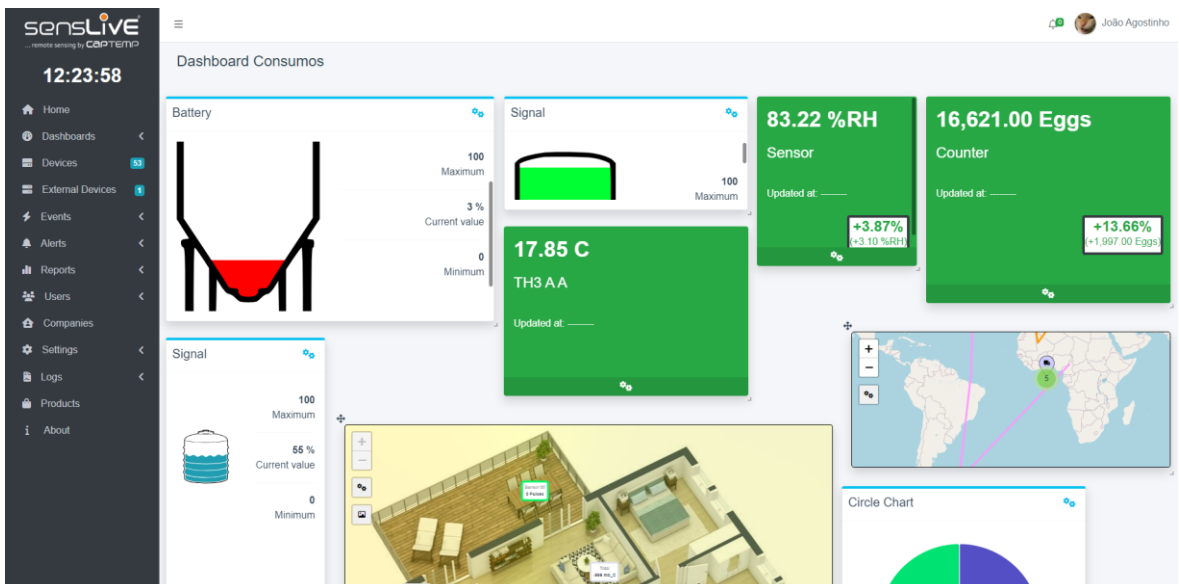 sensLIVE
...remote sensing by CAPTEMP
12:23:58
Home
Dashboards
Devices 53
External Devices 1
Events
Alerts
Reports
Users
Companies
Settings
Logs
Products
About
0 João Agostinho
Dashboard Consumos
Battery
100
Maximum
3 %
Current value
0
Minimum
Signal
100
Maximum
83.22 %RH
Sensor
Updated at:
+3.87%
(+3.10 %RH)
16,621.00 Eggs
Counter
Updated at:
+13.66%
(+1,997.00 Eggs)
17.85 C
TH3 A A
Updated at:
Signal
100
Maximum
55 %
Current value
0
Minimum
+
−
+
−
5
Circle Chart